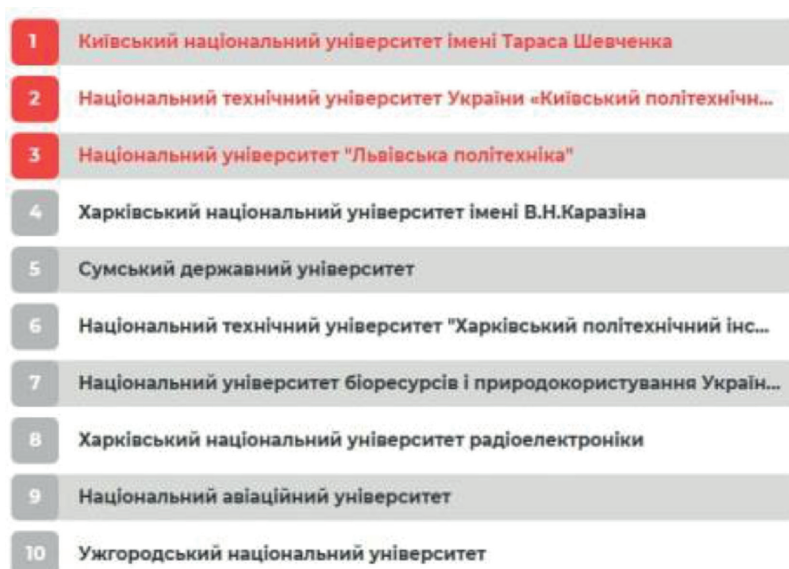 1 Київський національний університет імені Тараса Шевченка
2 Національний технічний університет України «Київський політехнічн...
3 Національний університет "Львівська політехніка"
4 Харківський національний університет імені В.Н.Каразіна
5 Сумський державний університет
6 Національний технічний університет "Харківський політехнічний інс...
7 Національний університет біоресурсів і природокористування Україн...
8 Харківський національний університет радіоелектроніки
9 Національний авіаційний університет
10 Ужгородський національний університет